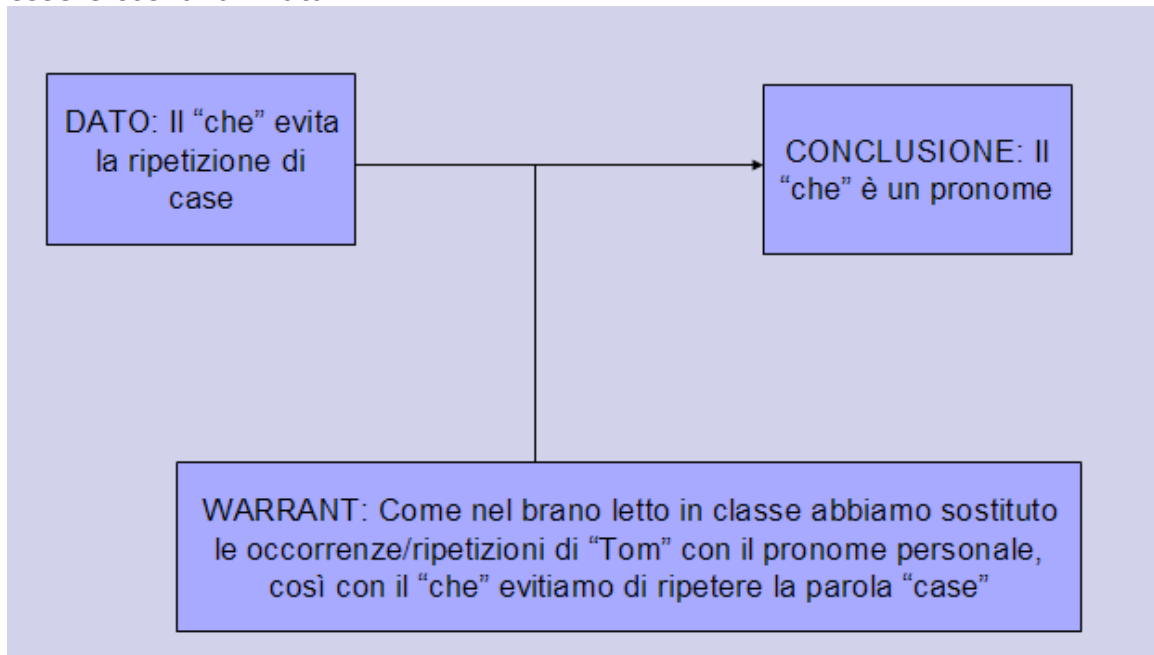 DATO: Il “che” evita
la ripetizione di
case
CONCLUSIONE: Il
“che” è un pronome
WARRANT: Come nel brano letto in classe abbiamo sostituto
le occorrenze/ripetizioni di “Tom” con il pronome personale,
così con il “che” evitiamo di ripetere la parola “case”